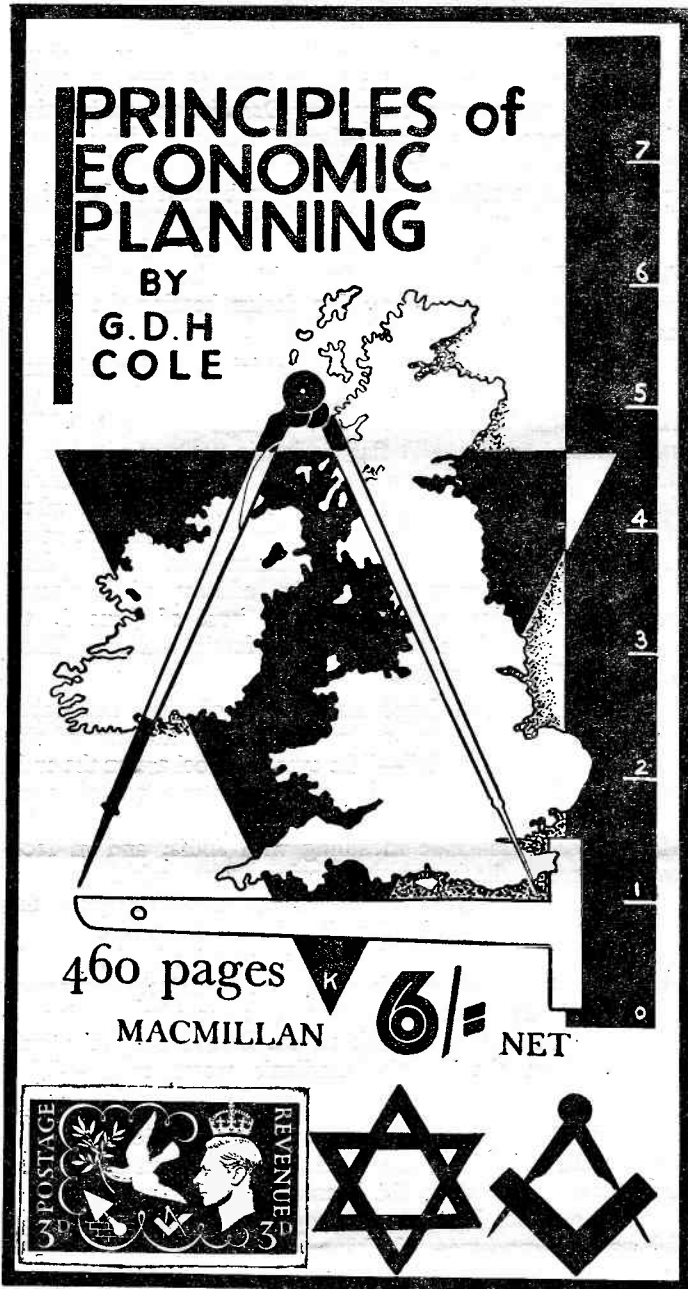 PRINCIPLES of
ECONOMIC
PLANNING
BY
G.D.H
COLE
7
6
5
4
3
2
1
0
460 pages
K
6/=
MACMILLAN
NET
POSTAGE
REVENUE
3D
3D